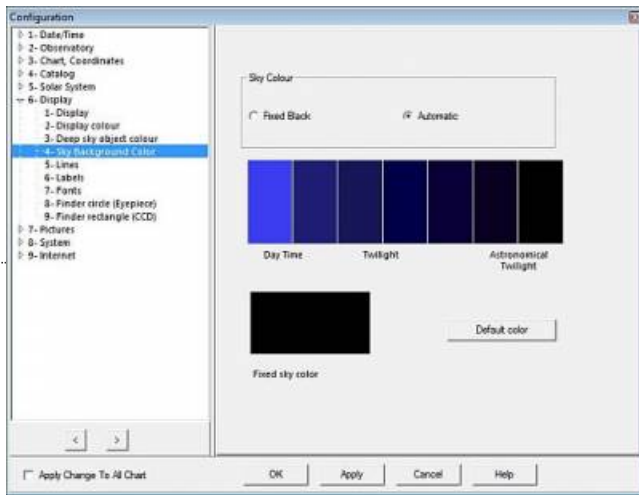 Configuration
1- Date/Time
2- Observatory
3- Chart, Coordinates
4- Catalog
5- Solar System
6- Display
1- Display
2- Display colour
3- Deep sky object colour
4- Sky Background Color
5- Lines
6- Labels
7- Fonts
8- Finder circle (Eyepiece)
9- Finder rectangle (CCD)
7- Pictures
8- System
9- Internet
< >
Sky Colour
Fixed Black Automatic
Day Time Twilight Astronomical
Twilight
Default color
Fixed sky color
Apply Change To All Chart OK Apply Cancel Help